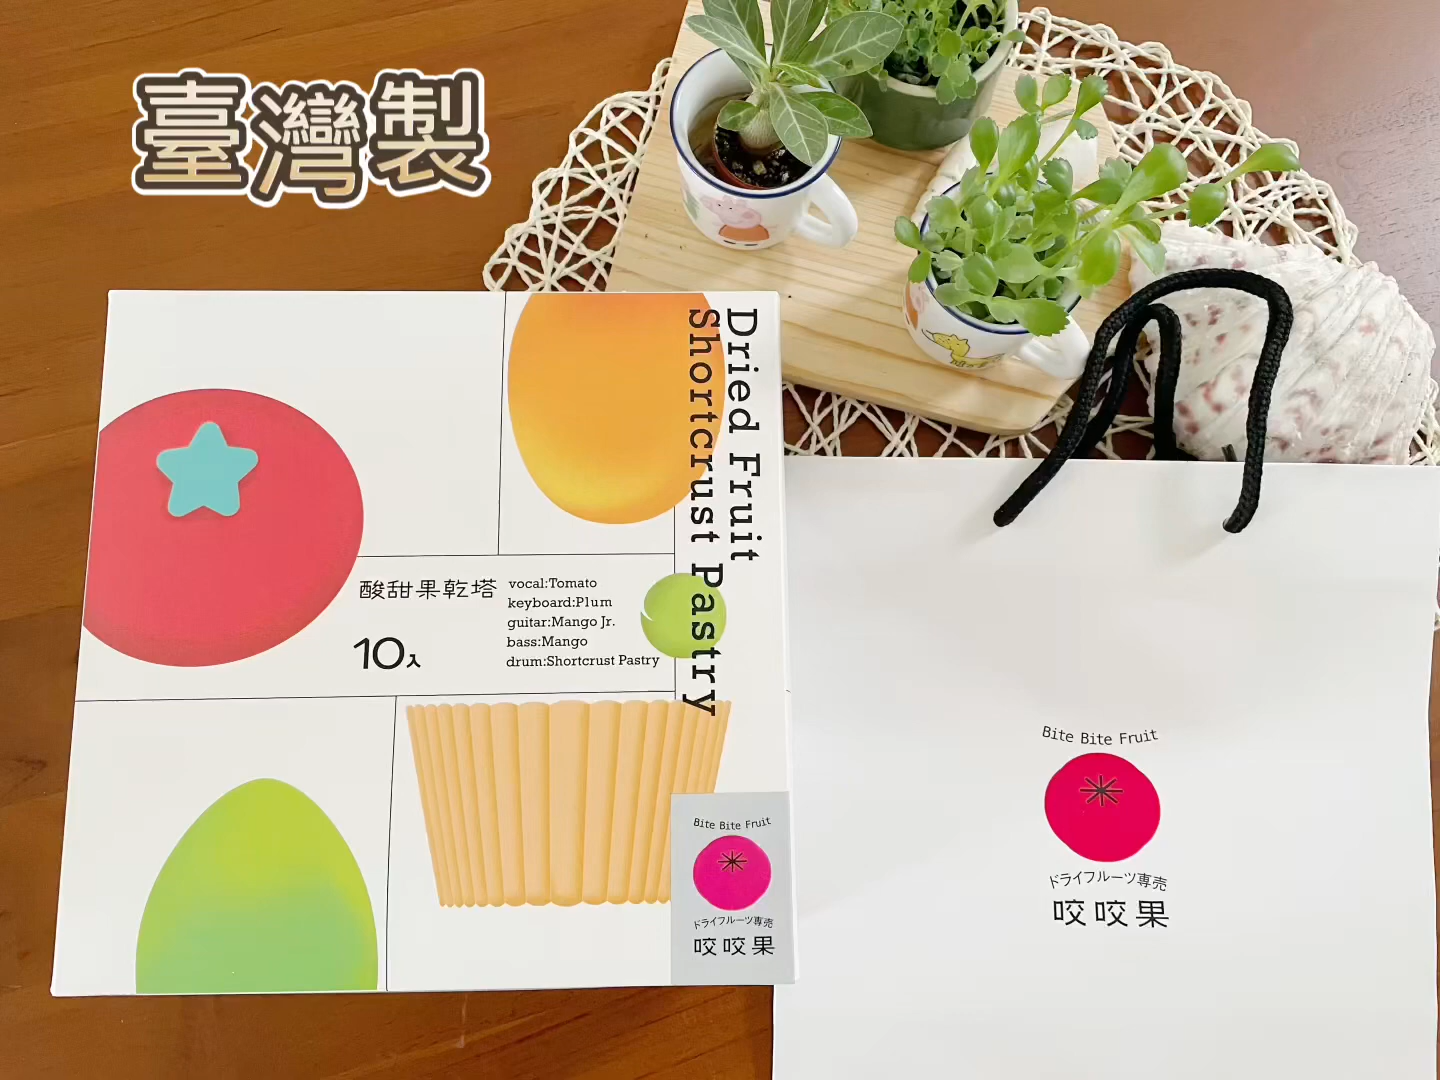 臺灣製
Dried Fruit
Shortcrust Pastry
酸甜果乾塔
10入
vocal:Tomato
keyboard:Plum
guitar:Mango Jr.
bass:Mango
drum:Shortcrust Pastry
Bite Bite Fruit
ドライフルーツ専売
咬咬果
Bite Bite Fruit
ドライフルーツ専売
咬咬果